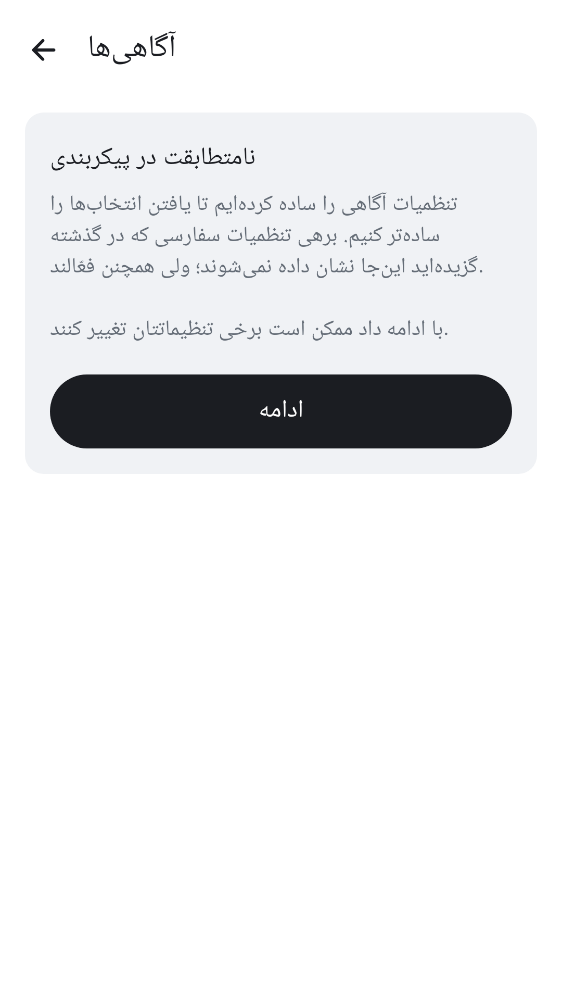 آگاهی‌ها
نامتطابقت در پیکربندی
تنظمیات آگاهی را ساده کرده‌ایم تا یافتن انتخاب‌ها را
ساده‌تر کنیم. برهی تنظمیات سفارسی که در گذشته
گزیده‌اید این‌جا نشان داده نمی‌شوند؛ ولی همچنن فعّالند.
با ادامه داد ممکن است برخی تنظیماتتان تغییر کنند.
ادامه